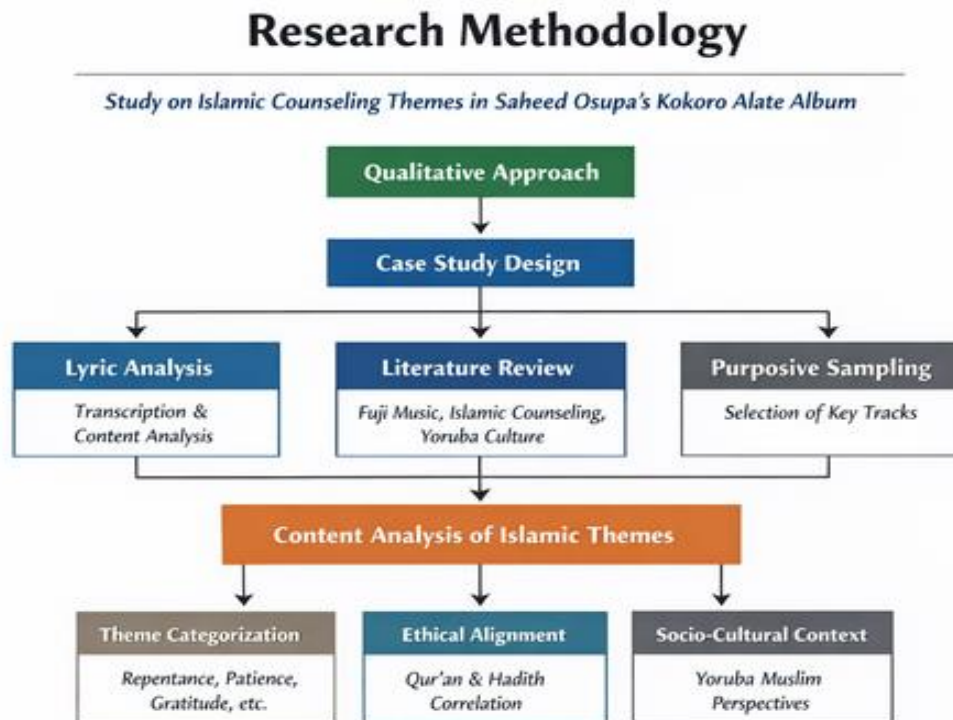 Research Methodology
Study on Islamic Counseling Themes in Saheed Osupa's Kokoro Alate Album
Qualitative Approach
Case Study Design
Lyric Analysis
Transcription &
Content Analysis
Literature Review
Fuji Music, Islamic Counseling,
Yoruba Culture
Purposive Sampling
Selection of Key Tracks
Content Analysis of Islamic Themes
Theme Categorization
Repentance, Patience,
Gratitude, etc.
Ethical Alignment
Qur'an & Hadith
Correlation
Socio-Cultural Context
Yoruba Muslim
Perspectives